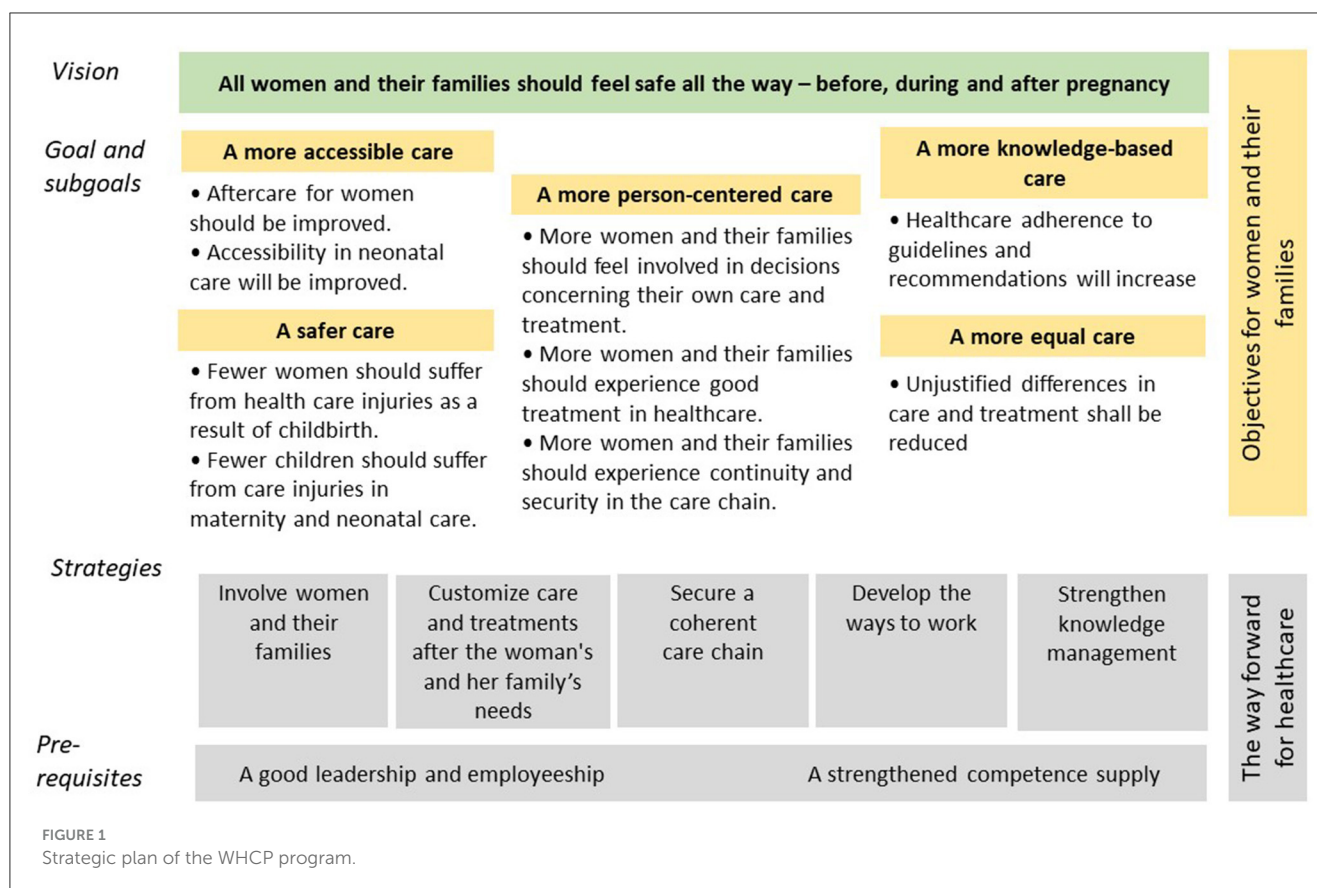 Vision
All women and their families should feel safe all the way – before, during and after pregnancy
Goal and
subgoals
A more accessible care
• Aftercare for women
should be improved.
• Accessibility in neonatal
care will be improved.
A safer care
• Fewer women should suffer
from health care injuries as a
result of childbirth.
• Fewer children should suffer
from care injuries in
maternity and neonatal care.
A more person-centered care
• More women and their families
should feel involved in decisions
concerning their own care and
treatment.
• More women and their families
should experience good
treatment in healthcare.
• More women and their families
should experience continuity and
security in the care chain.
A more knowledge-based
care
• Healthcare adherence to
guidelines and
recommendations will increase
A more equal care
• Unjustified differences in
care and treatment shall be
reduced
Objectives for women and their
families
Strategies
Involve women
and their
families
Customize care
and treatments
after the woman's
and her family's
needs
Secure a
coherent
care chain
Develop the
ways to work
Strengthen
knowledge
management
Pre-
requisites
A good leadership and employeeship
A strengthened competence supply
The way forward
for healthcare
FIGURE 1
Strategic plan of the WHCP program.